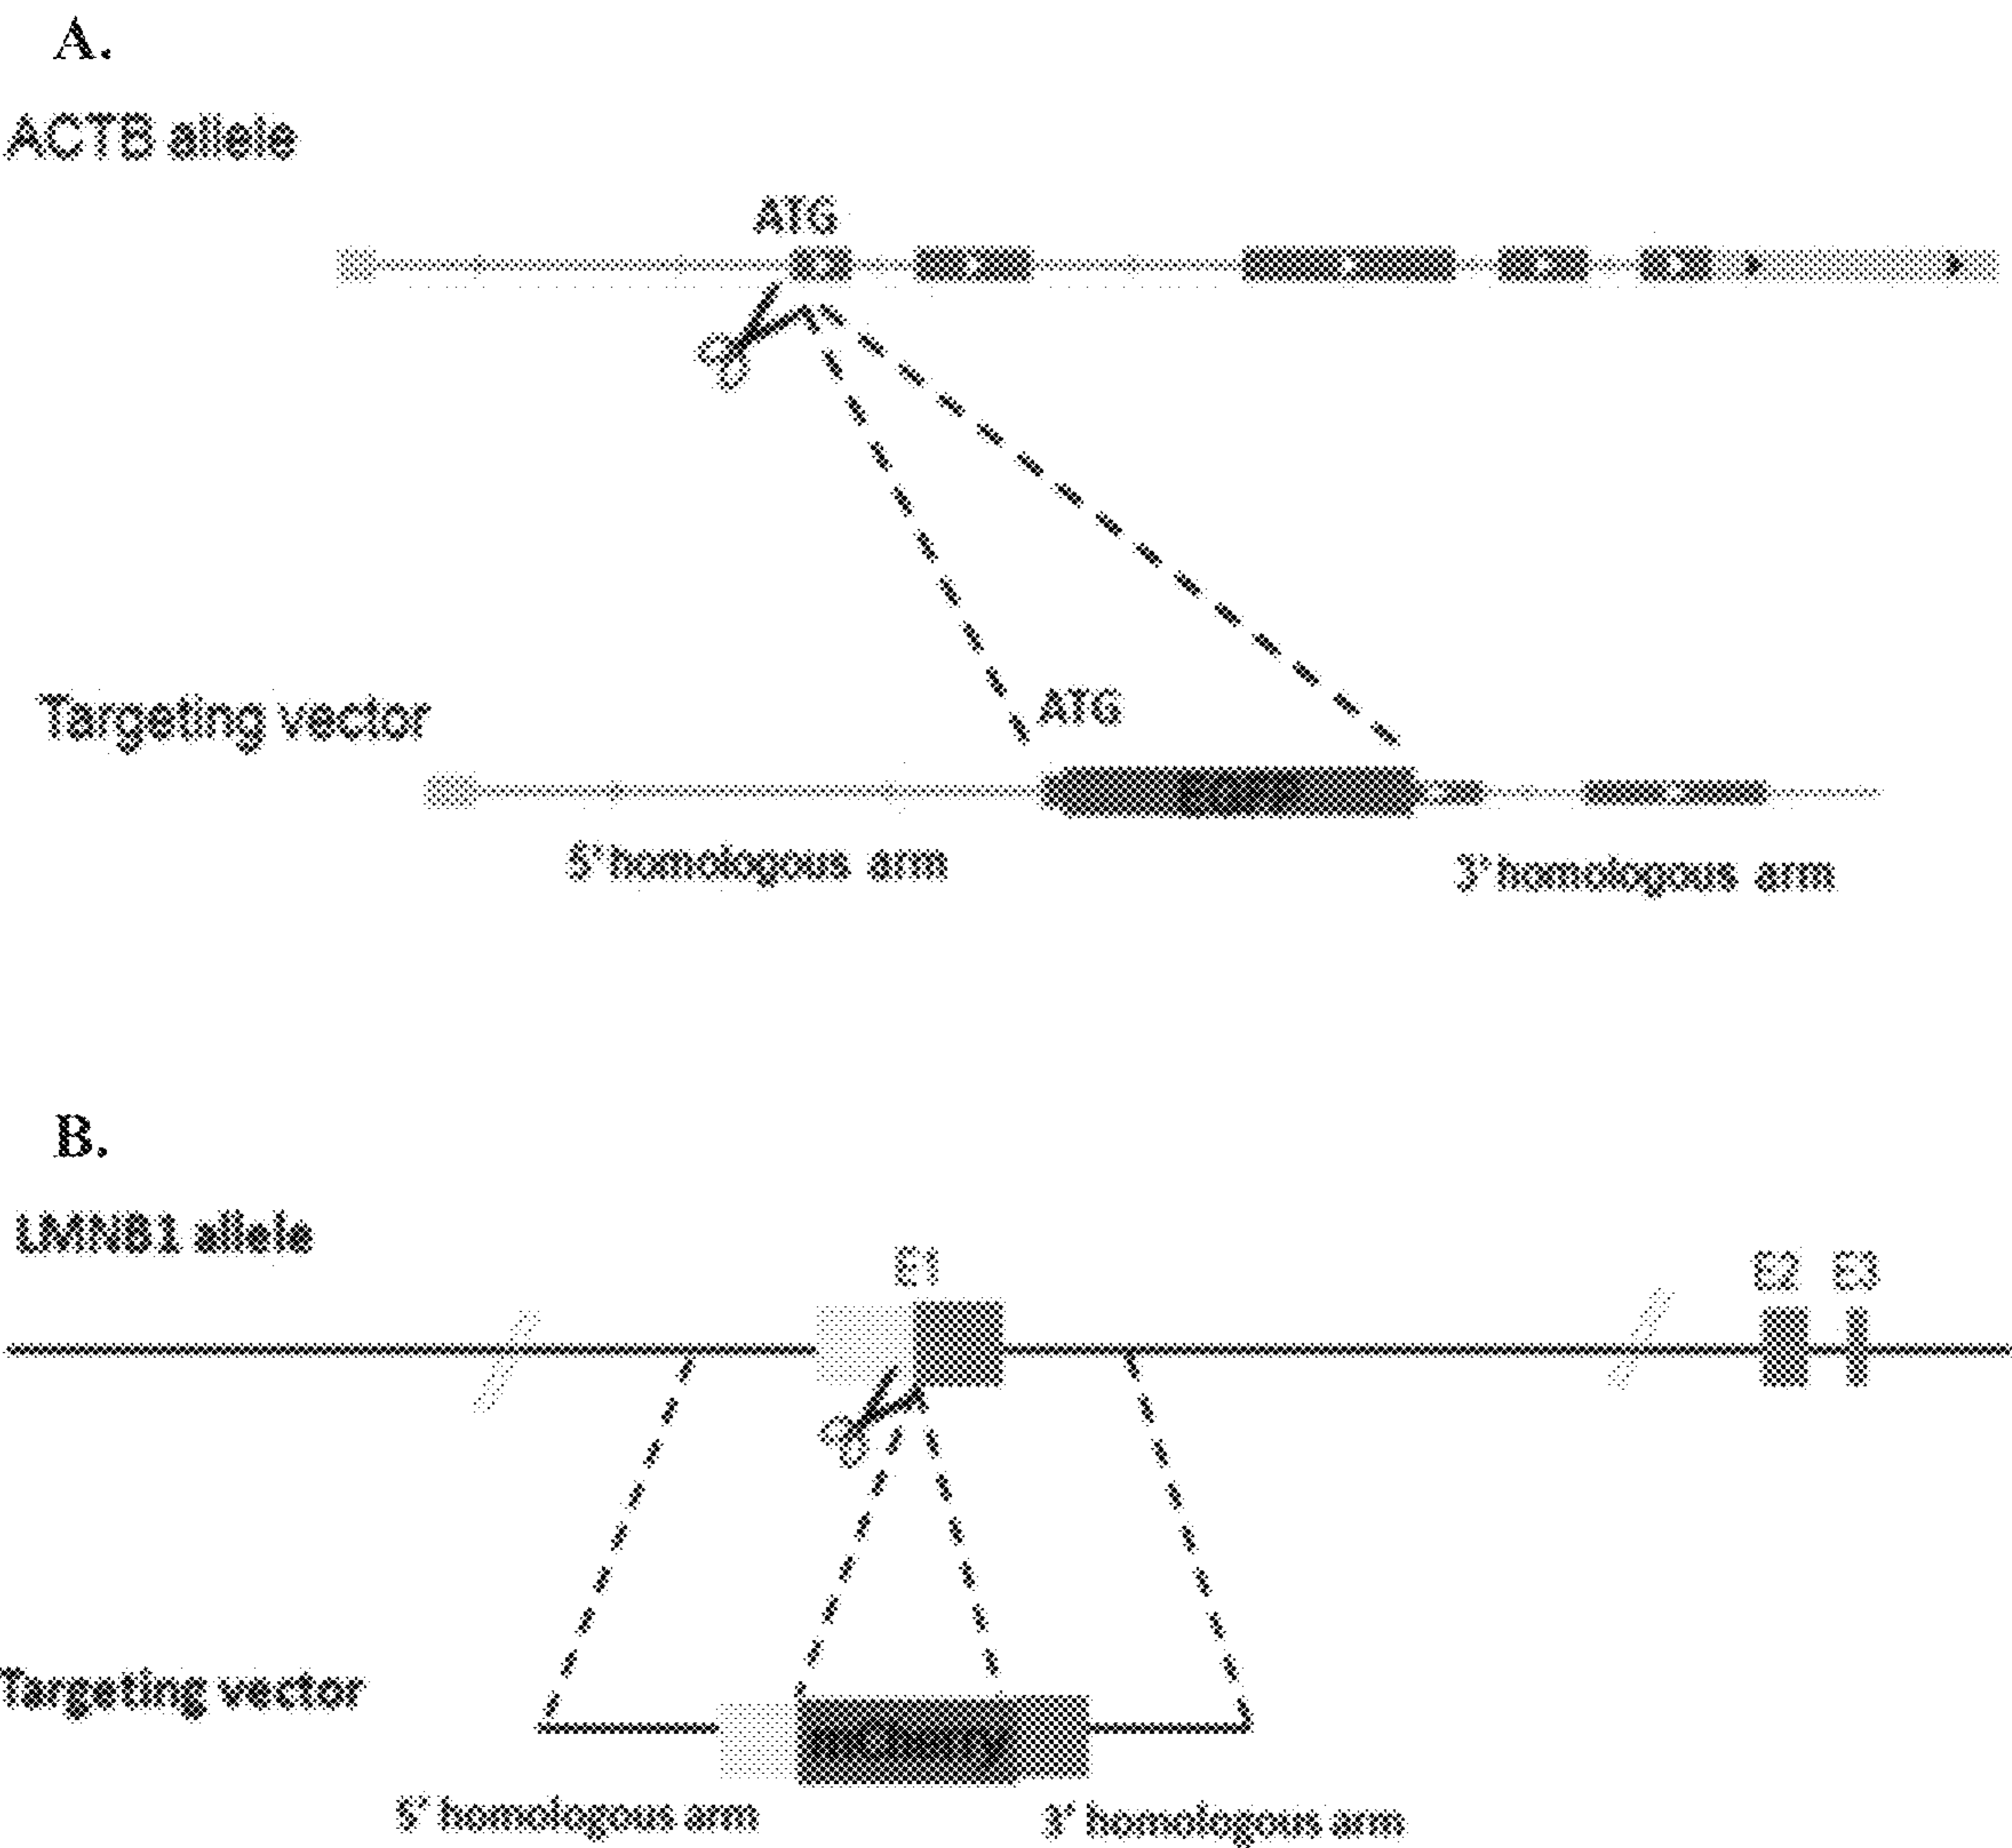 A.
ACTB allele
ATG
Targeting vector
ATG
5' homologous arm
3' homologous arm
B.
LMNB1 allele
E1
E2 E3
Targeting vector
mCherry
5' homologous arm
3' homologous arm